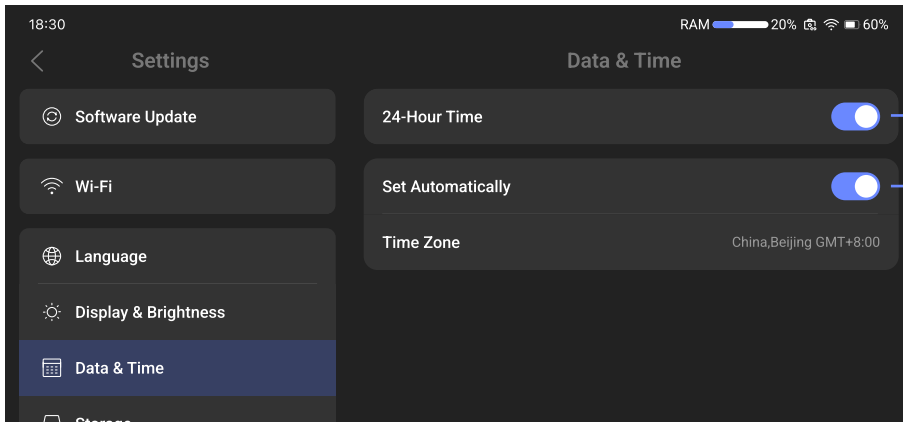 18:30 RAM 20% 60%
Settings
Data & Time
Software Update
Wi-Fi
Language
Display & Brightness
Data & Time
Storage
24-Hour Time
Set Automatically
Time Zone China,Beijing GMT+8:00